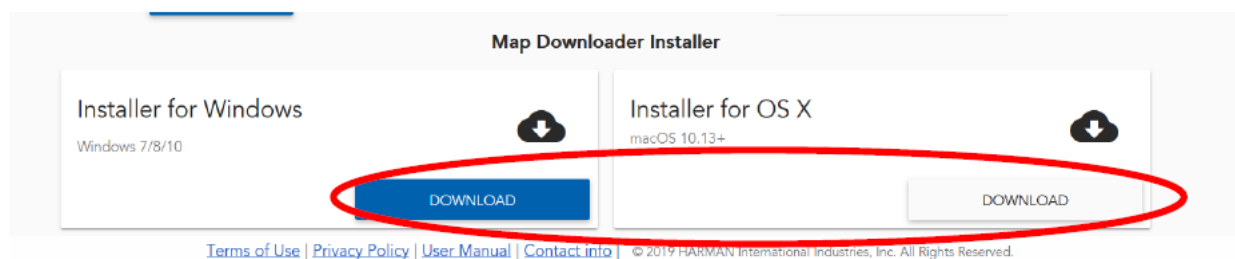 Map Downloader Installer
Installer for Windows
Windows 7/8/10
DOWNLOAD
Installer for OS X
macOS 10.13+
DOWNLOAD
Terms of Use | Privacy Policy | User Manual | Contact info | © 2019 HARMAN International Industries, Inc. All Rights Reserved.